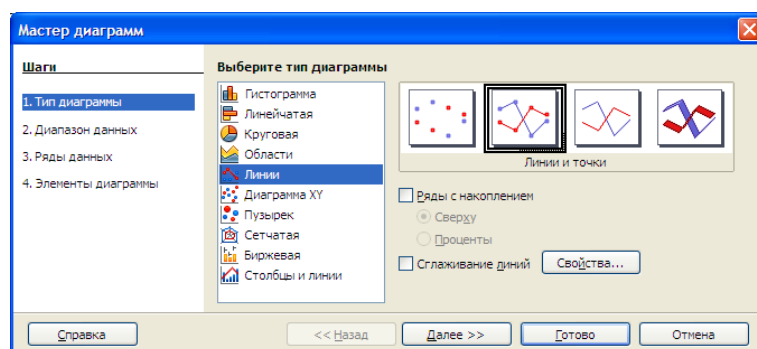 Мастер диаграмм
Шаги
1. Тип диаграммы
2. Диапазон данных
3. Ряды данных
4. Элементы диаграммы
Выберите тип диаграммы
Гистограмма
Линейчатая
Круговая
Области
Линии
Диаграмма XY
Пузырек
Сетчатая
Биржевая
Столбцы и линии
Линии и точки
Ряды с накоплением
Сверху
Проценты
Сглаживание линий
Свойства...
Справка
<< Назад
Далее >>
Готово
Отмена